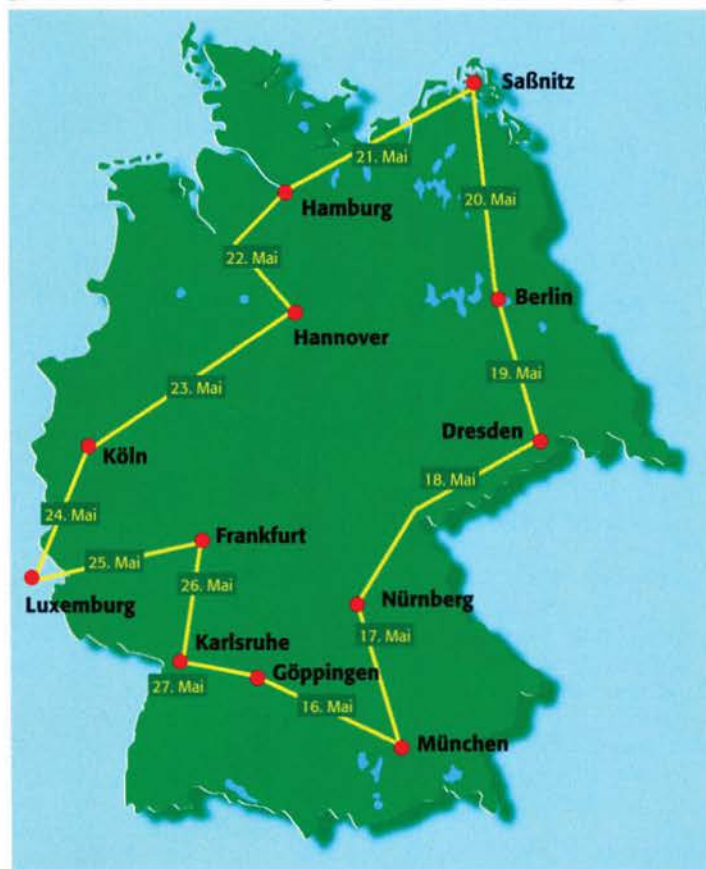 Saßnitz
21. Mai
20. Mai
Hamburg
22. Mai
Berlin
Hannover
19. Mai
23. Mai
Dresden
Köln
18. Mai
24. Mai
Frankfurt
25. Mai
26. Mai
Luxemburg
Nürnberg
17. Mai
Karlsruhe
Göppingen
27. Mai
16. Mai
München